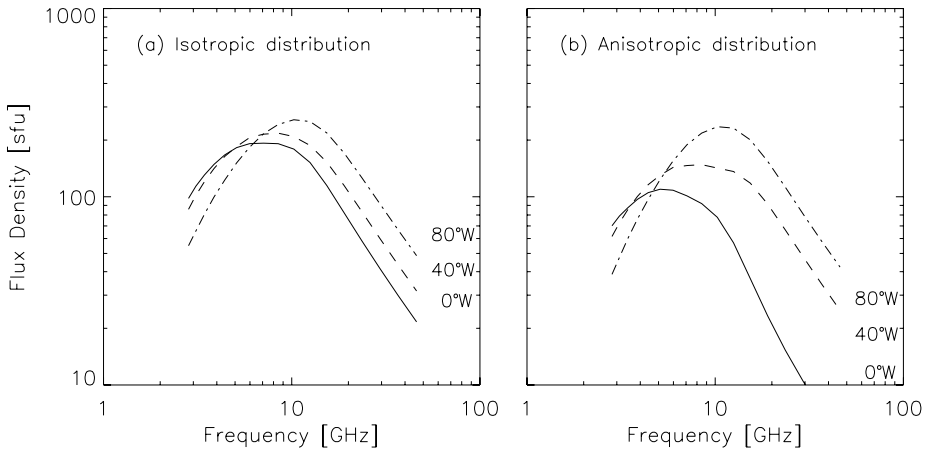 1000
100
10
Flux Density [sfu]
(a) Isotropic distribution
80°W
40°W
0°W
1
10
100
Frequency [GHz]
(b) Anisotropic distribution
80°W
40°W
0°W
1
10
100
Frequency [GHz]